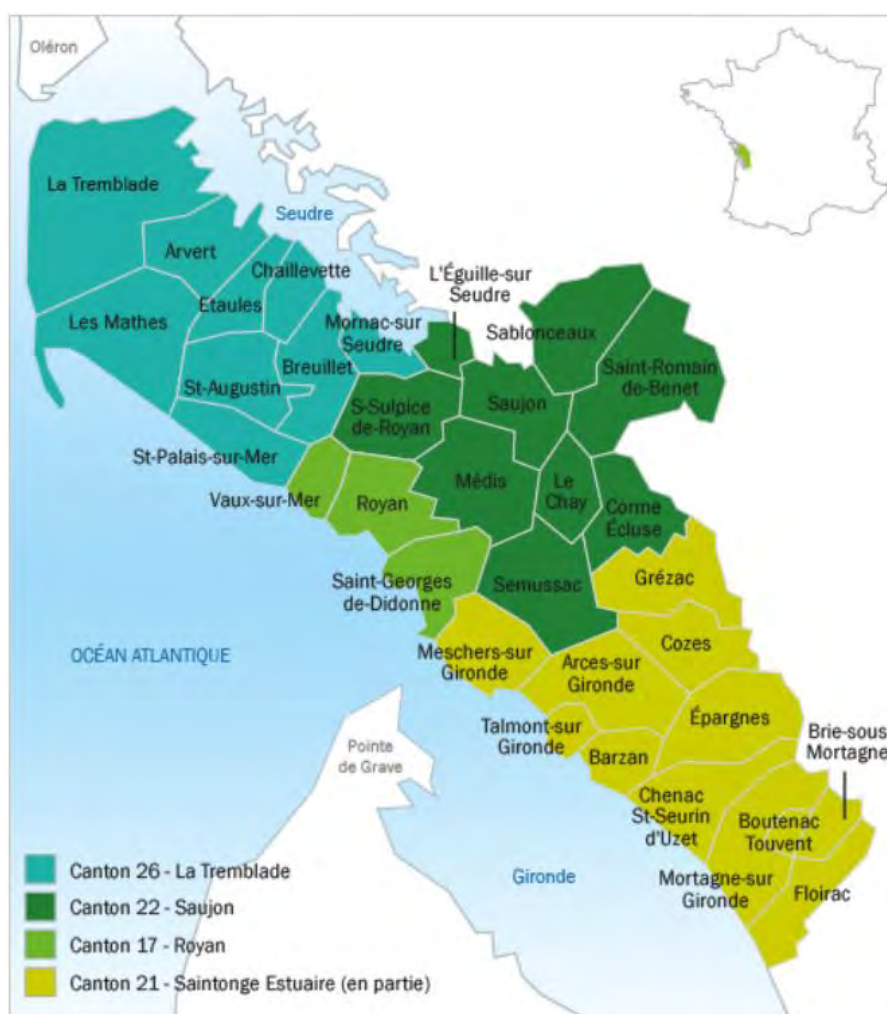 Oléron
La Tremblade
Seudre
Arvert
Chaillevette
L'Éguille-sur
Seudre
Etaules
Les Mathes
Mornac-sur
Seudre
Sablonceaux
Saint-Romain
de-Benet
Breuillet
St-Augustin
S-Sulpice
de-Royan
Saujon
St-Palais-sur-Mer
Médis
Le
Chay
Vaux-sur-Mer
Royan
Corme
Écluse
Saint-Georges
de-Didonne
Semussac
Grézac
OCÉAN ATLANTIQUE
Meschers-sur
Gironde
Arces-sur
Gironde
Cozes
Talmont-sur
Gironde
Épargnes
Brie-sous
Mortagne
Pointe
de Grave
Barzan
Chenac
St-Seurin
d'Uzet
Boutenac
Touvent
Gironde
Mortagne-sur
Gironde
Floirac
Canton 26 - La Tremblade
Canton 22 - Saujon
Canton 17 - Royan
Canton 21 - Saintonge Estuaire (en partie)